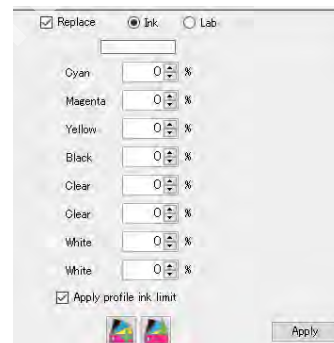 Replace Ink Lab
Cyan 0 %
Magenta 0 %
Yellow 0 %
Black 0 %
Clear 0 %
Clear 0 %
White 0 %
White 0 %
Apply profile ink limit
Apply